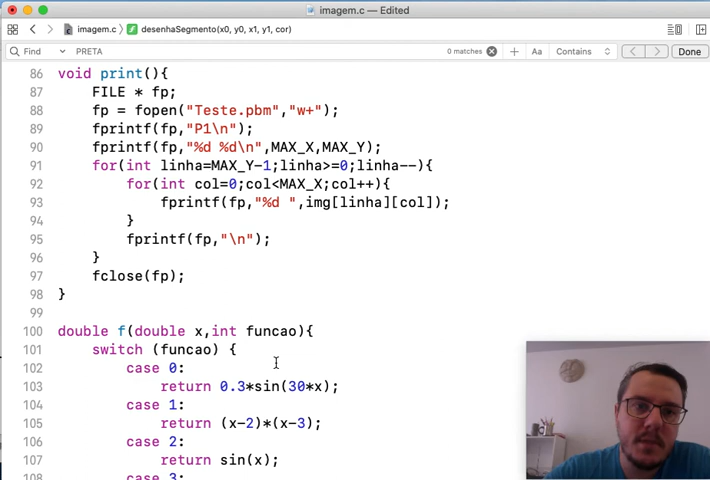 imagem.c — Edited
imagem.c
desenhaSegmento(x0, y0, x1, y1, cor)
Find
PRETA
0 matches
Aa
Contains
Done
86 void print(){
87 FILE * fp;
88 fp = fopen("Teste.pbm","w+");
89 fprintf(fp,"P1\n");
90 fprintf(fp,"%d %d\n",MAX_X,MAX_Y);
91 for(int linha=MAX_Y-1;linha>=0;linha--){
92 for(int col=0;col<MAX_X;col++){
93 fprintf(fp,"%d ",img[linha][col]);
94 }
95 fprintf(fp,"\n");
96 }
97 fclose(fp);
98 }
99
100 double f(double x,int funcao){
101 switch (funcao) {
102 case 0:
103 return 0.3*sin(30*x);
104 case 1:
105 return (x-2)*(x-3);
106 case 2:
107 return sin(x);
108 case 3: